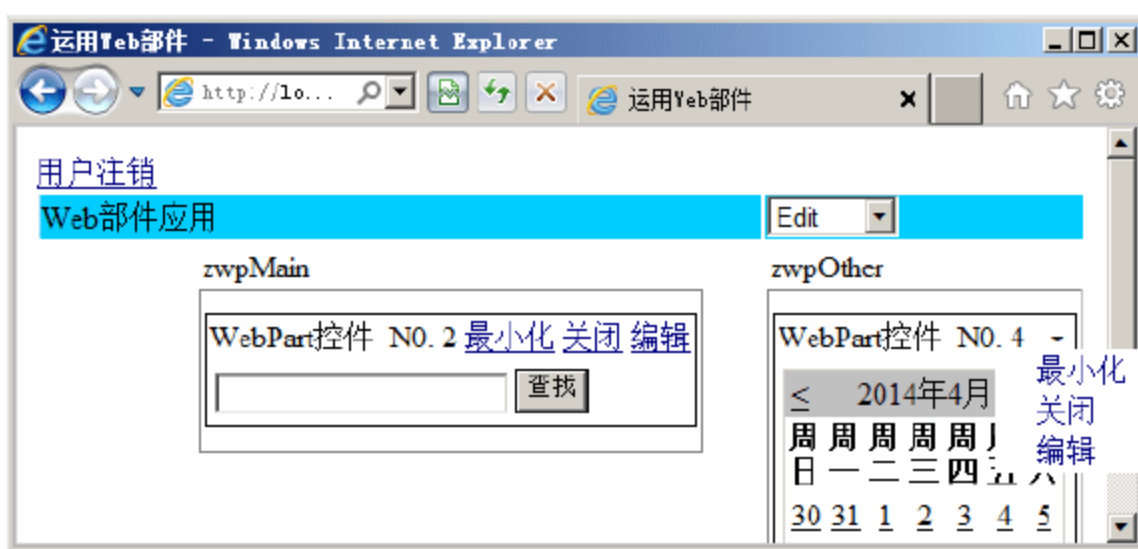 运用Web部件 - Windows Internet Explorer
http://lo... 运用Web部件
用户注销
Web部件应用 Edit
zwpMain zwpOther
WebPart控件 N0. 2 最小化 关闭 编辑 WebPart控件 N0. 4
最小化
关闭
编辑
查找
< 2014年4月
周日 周一 周二 周三 周四
30 31 1 2 3 4 5